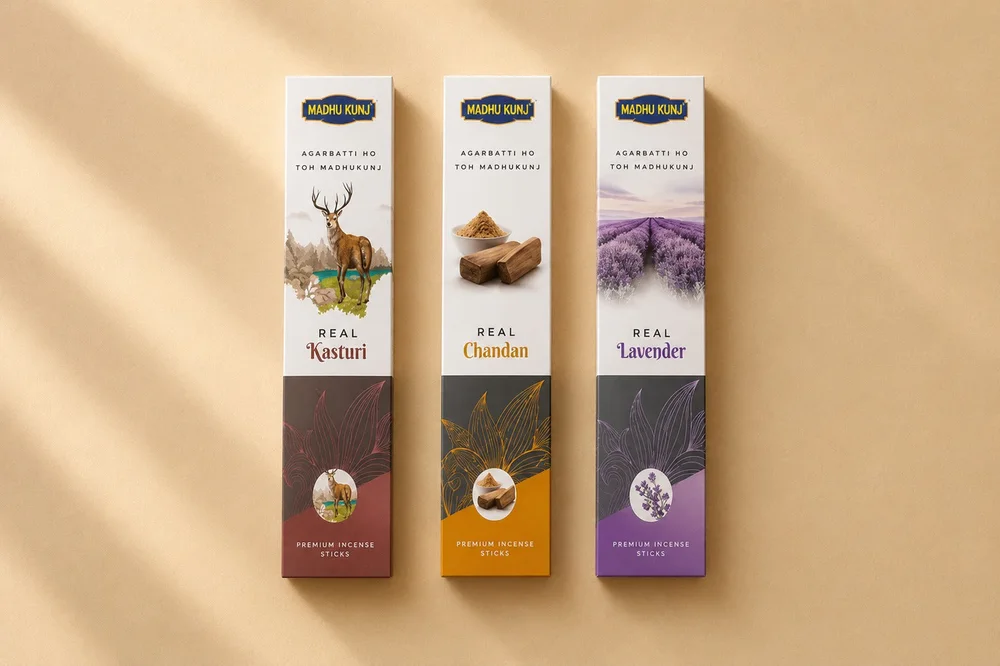 MADHU KUNJ
AGARBATTI HO
TOH MADHUKUNJ
REAL
Kasturi
PREMIUM INCENSE
STICKS
MADHU KUNJ
AGARBATTI HO
TOH MADHUKUNJ
REAL
Chandan
PREMIUM INCENSE
STICKS
MADHU KUNJ
AGARBATTI HO
TOH MADHUKUNJ
REAL
Lavender
PREMIUM INCENSE
STICKS